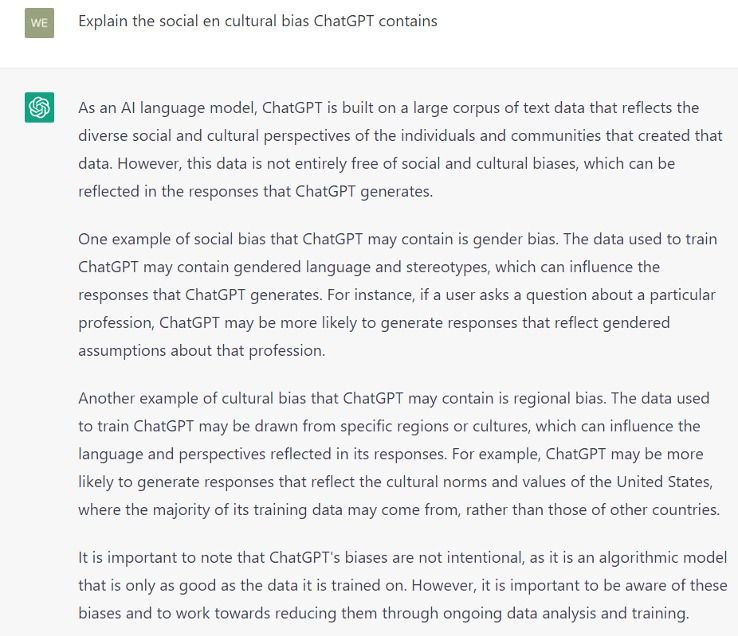 WE
Explain the social en cultural bias ChatGPT contains
As an AI language model, ChatGPT is built on a large corpus of text data that reflects the
diverse social and cultural perspectives of the individuals and communities that created that
data. However, this data is not entirely free of social and cultural biases, which can be
reflected in the responses that ChatGPT generates.
One example of social bias that ChatGPT may contain is gender bias. The data used to train
ChatGPT may contain gendered language and stereotypes, which can influence the
responses that ChatGPT generates. For instance, if a user asks a question about a particular
profession, ChatGPT may be more likely to generate responses that reflect gendered
assumptions about that profession.
Another example of cultural bias that ChatGPT may contain is regional bias. The data used
to train ChatGPT may be drawn from specific regions or cultures, which can influence the
language and perspectives reflected in its responses. For example, ChatGPT may be more
likely to generate responses that reflect the cultural norms and values of the United States,
where the majority of its training data may come from, rather than those of other countries.
It is important to note that ChatGPT's biases are not intentional, as it is an algorithmic model
that is only as good as the data it is trained on. However, it is important to be aware of these
biases and to work towards reducing them through ongoing data analysis and training.